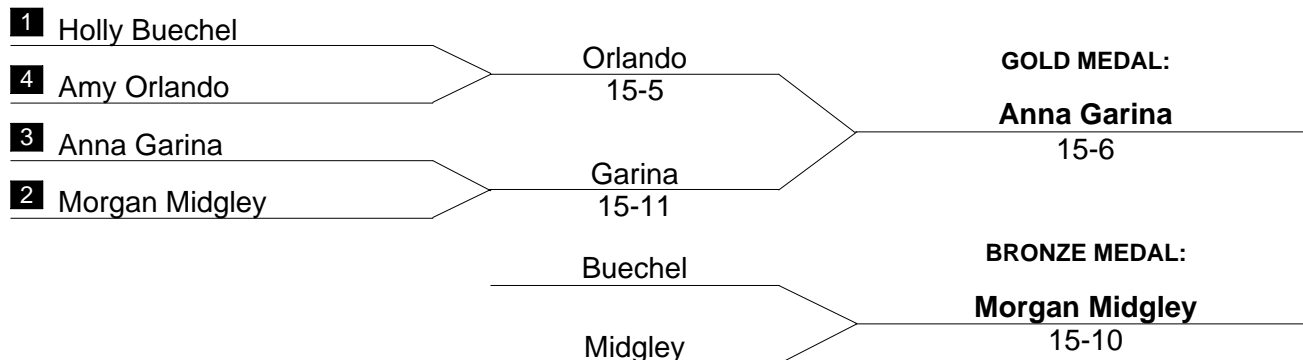 1 Holly Buechel
4 Amy Orlando
3 Anna Garina
2 Morgan Midgley
Orlando
15-5
Garina
15-11
GOLD MEDAL:
Anna Garina
15-6
Buechel
Midgley
BRONZE MEDAL:
Morgan Midgley
15-10